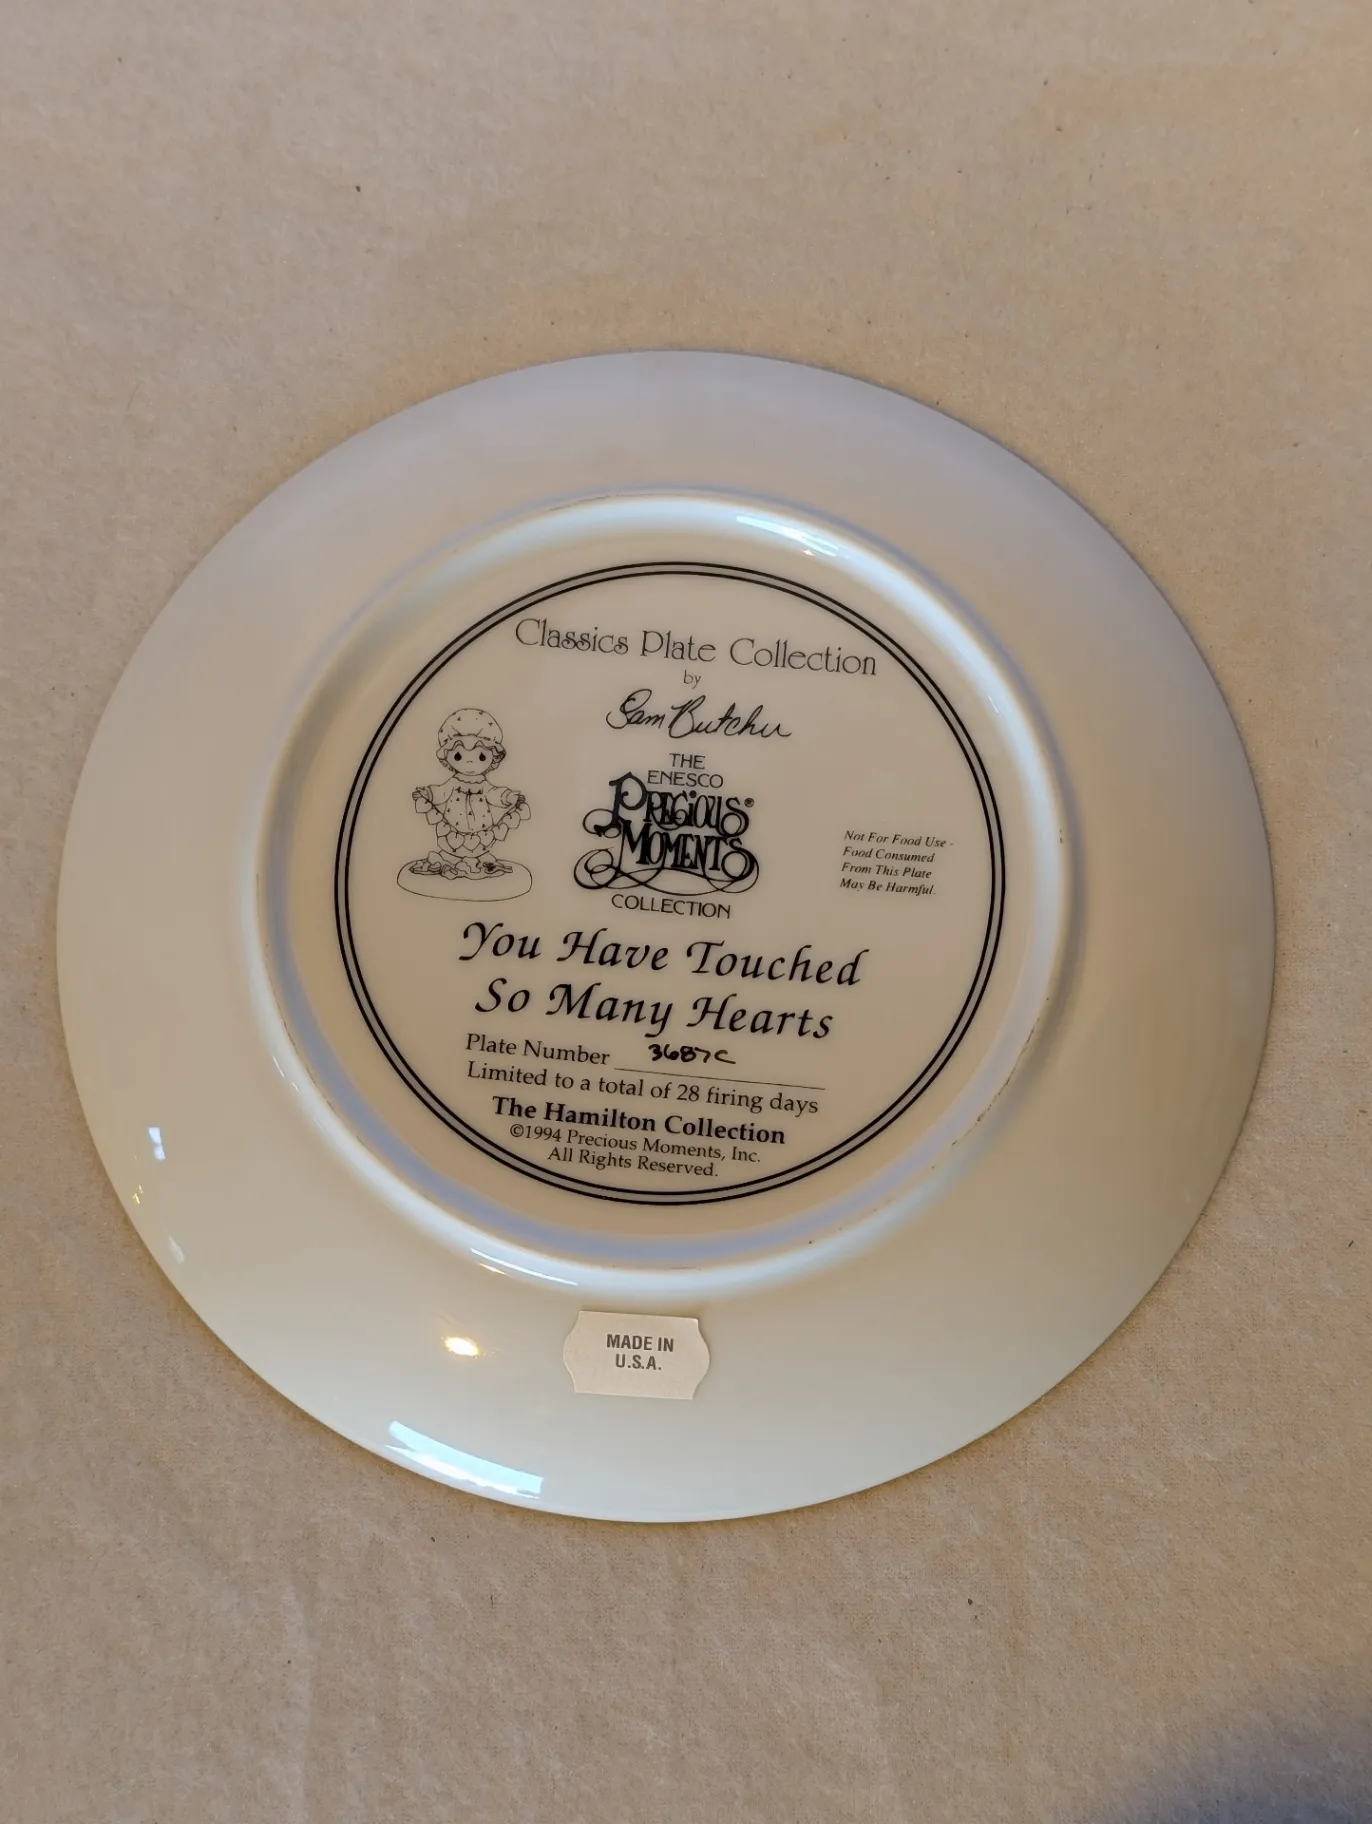 Classics Plate Collection
by
Sam Butcher
THE
ENESCO
PRECIOUS®
MOMENTS
COLLECTION
Not For Food Use -
Food Consumed
From This Plate
May Be Harmful.
You Have Touched
So Many Hearts
Plate Number 3687C
Limited to a total of 28 firing days
The Hamilton Collection
©1994 Precious Moments, Inc.
All Rights Reserved.
MADE IN
U.S.A.